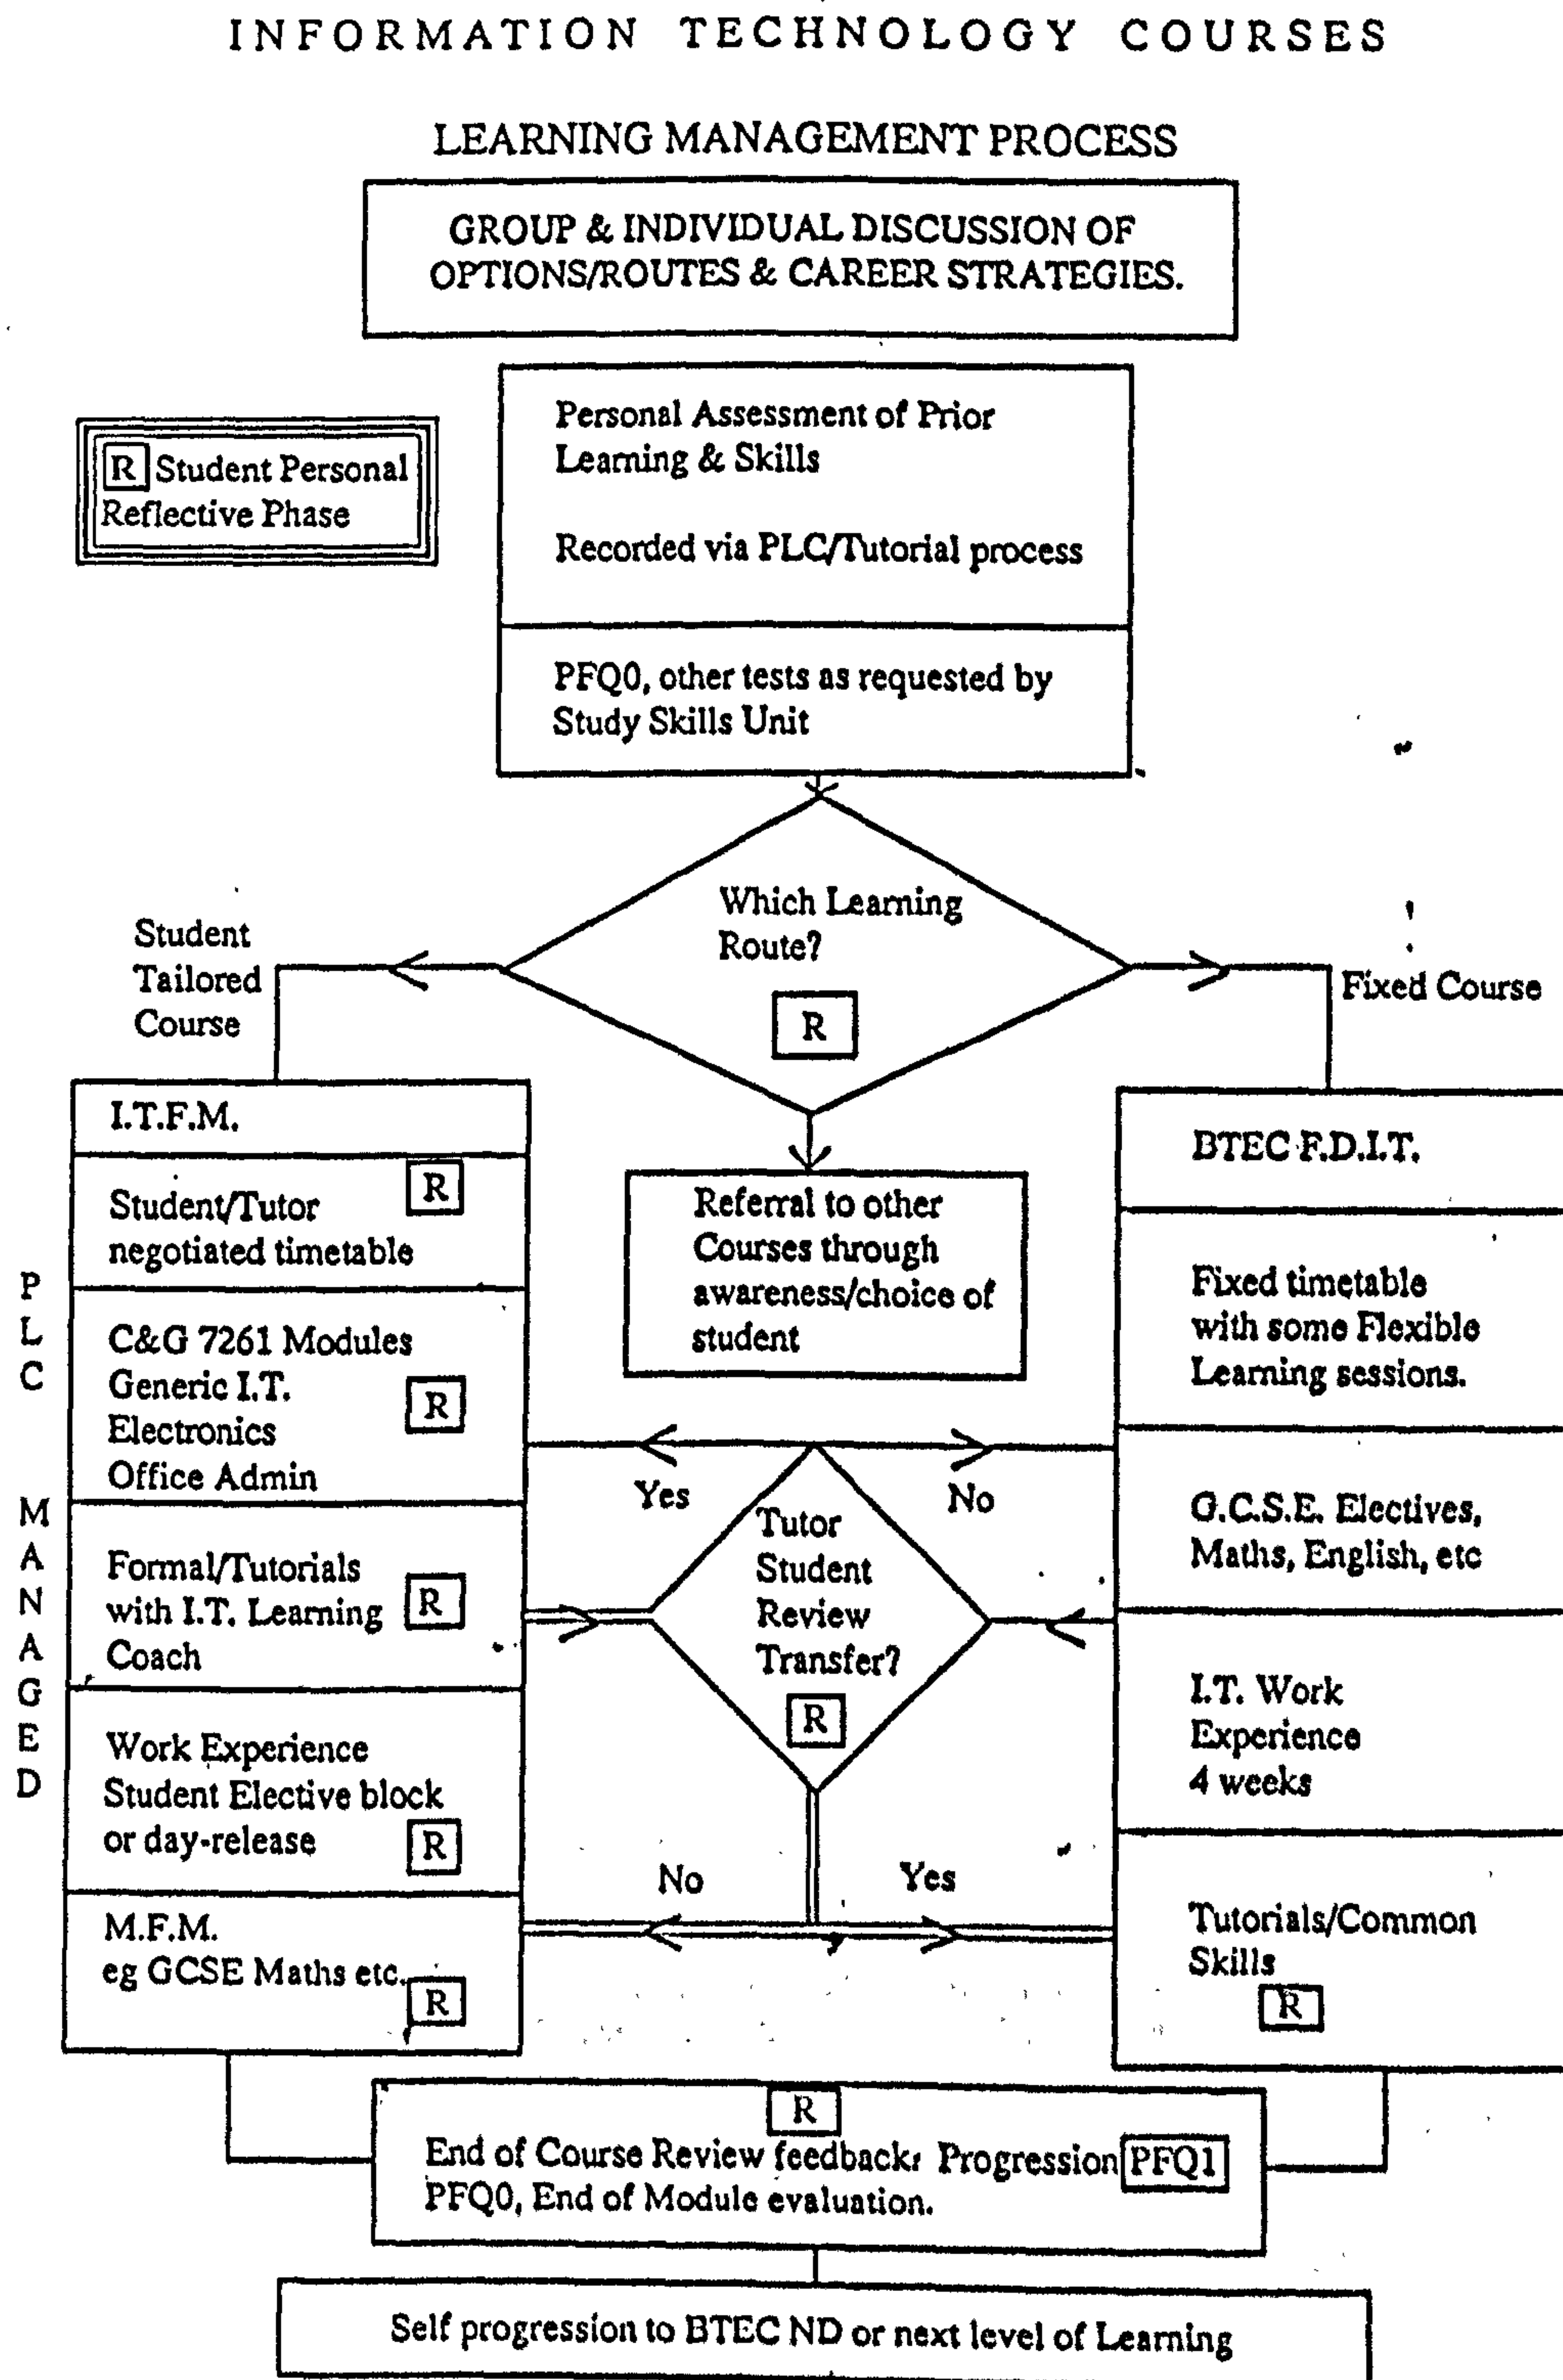 INFORMATION TECHNOLOGY COURSES
LEARNING MANAGEMENT PROCESS
GROUP & INDIVIDUAL DISCUSSION OF
OPTIONS/ROUTES & CAREER STRATEGIES.
R Student Personal
Reflective Phase
Personal Assessment of Prior
Learning & Skills
Recorded via PLC/Tutorial process
PFQ0, other tests as requested by
Study Skills Unit
Which Learning
Route?
R
Student
Tailored
Course
Fixed Course
PLC MANAGED
I.T.F.M.
R
Student/Tutor
negotiated timetable
C&G 7261 Modules
Generic I.T.
Electronics
Office Admin
R
Formal/Tutorials
with I.T. Learning
Coach
R
Work Experience
Student Elective block
or day-release
R
M.F.M.
eg GCSE Maths etc.
R
Referral to other
Courses through
awareness/choice of
student
Yes
No
Tutor
Student
Review
Transfer?
R
No
Yes
BTEC F.D.I.T.
Fixed timetable
with some Flexible
Learning sessions.
G.C.S.E. Electives,
Maths, English, etc
I.T. Work
Experience
4 weeks
Tutorials/Common
Skills
R
R
End of Course Review feedback: Progression PFQ1
PFQ0, End of Module evaluation.
Self progression to BTEC ND or next level of Learning